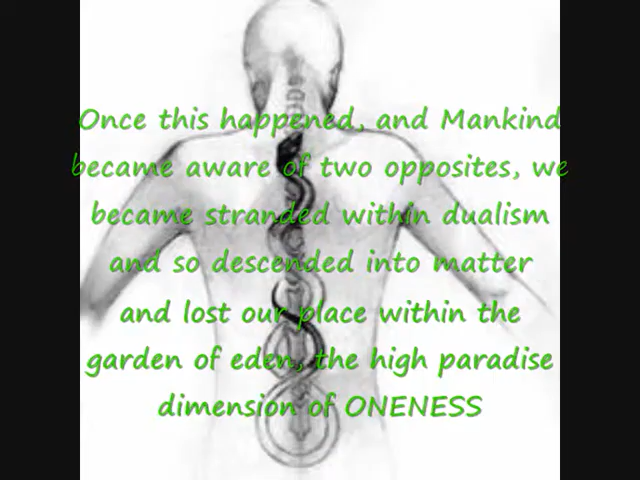 Once this happened, and Mankind
became aware of two opposites, we
became stranded within dualism
and so descended into matter
and lost our place within the
garden of eden, the high paradise
dimension of ONENESS